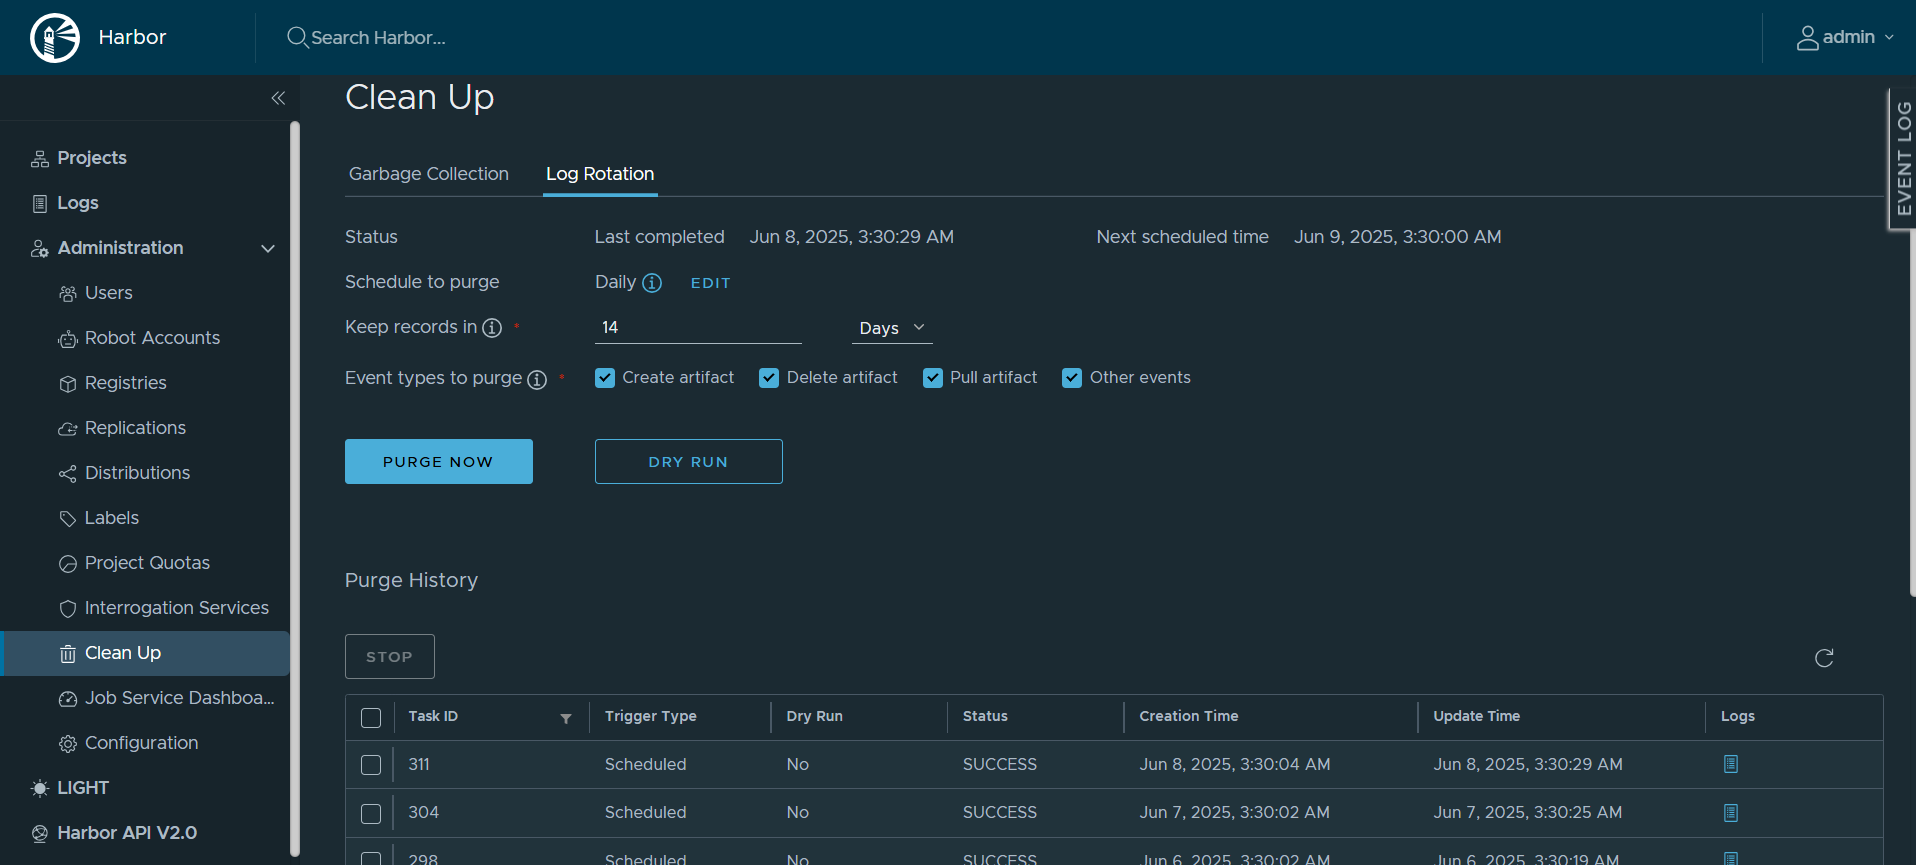 Harbor
Search Harbor...
admin
EVENT LOG
Projects
Logs
Administration
Users
Robot Accounts
Registries
Replications
Distributions
Labels
Project Quotas
Interrogation Services
Clean Up
Job Service Dashboa...
Configuration
LIGHT
Harbor API V2.0
Clean Up
Garbage Collection Log Rotation
Status Last completed Jun 8, 2025, 3:30:29 AM Next scheduled time Jun 9, 2025, 3:30:00 AM
Schedule to purge Daily EDIT
Keep records in * 14 Days
Event types to purge * Create artifact Delete artifact Pull artifact Other events
PURGE NOW DRY RUN
Purge History
STOP
Task ID Trigger Type Dry Run Status Creation Time Update Time Logs
311 Scheduled No SUCCESS Jun 8, 2025, 3:30:04 AM Jun 8, 2025, 3:30:29 AM
304 Scheduled No SUCCESS Jun 7, 2025, 3:30:02 AM Jun 7, 2025, 3:30:25 AM
298 Scheduled No SUCCESS Jun 6, 2025, 3:30:02 AM Jun 6, 2025, 3:30:19 AM